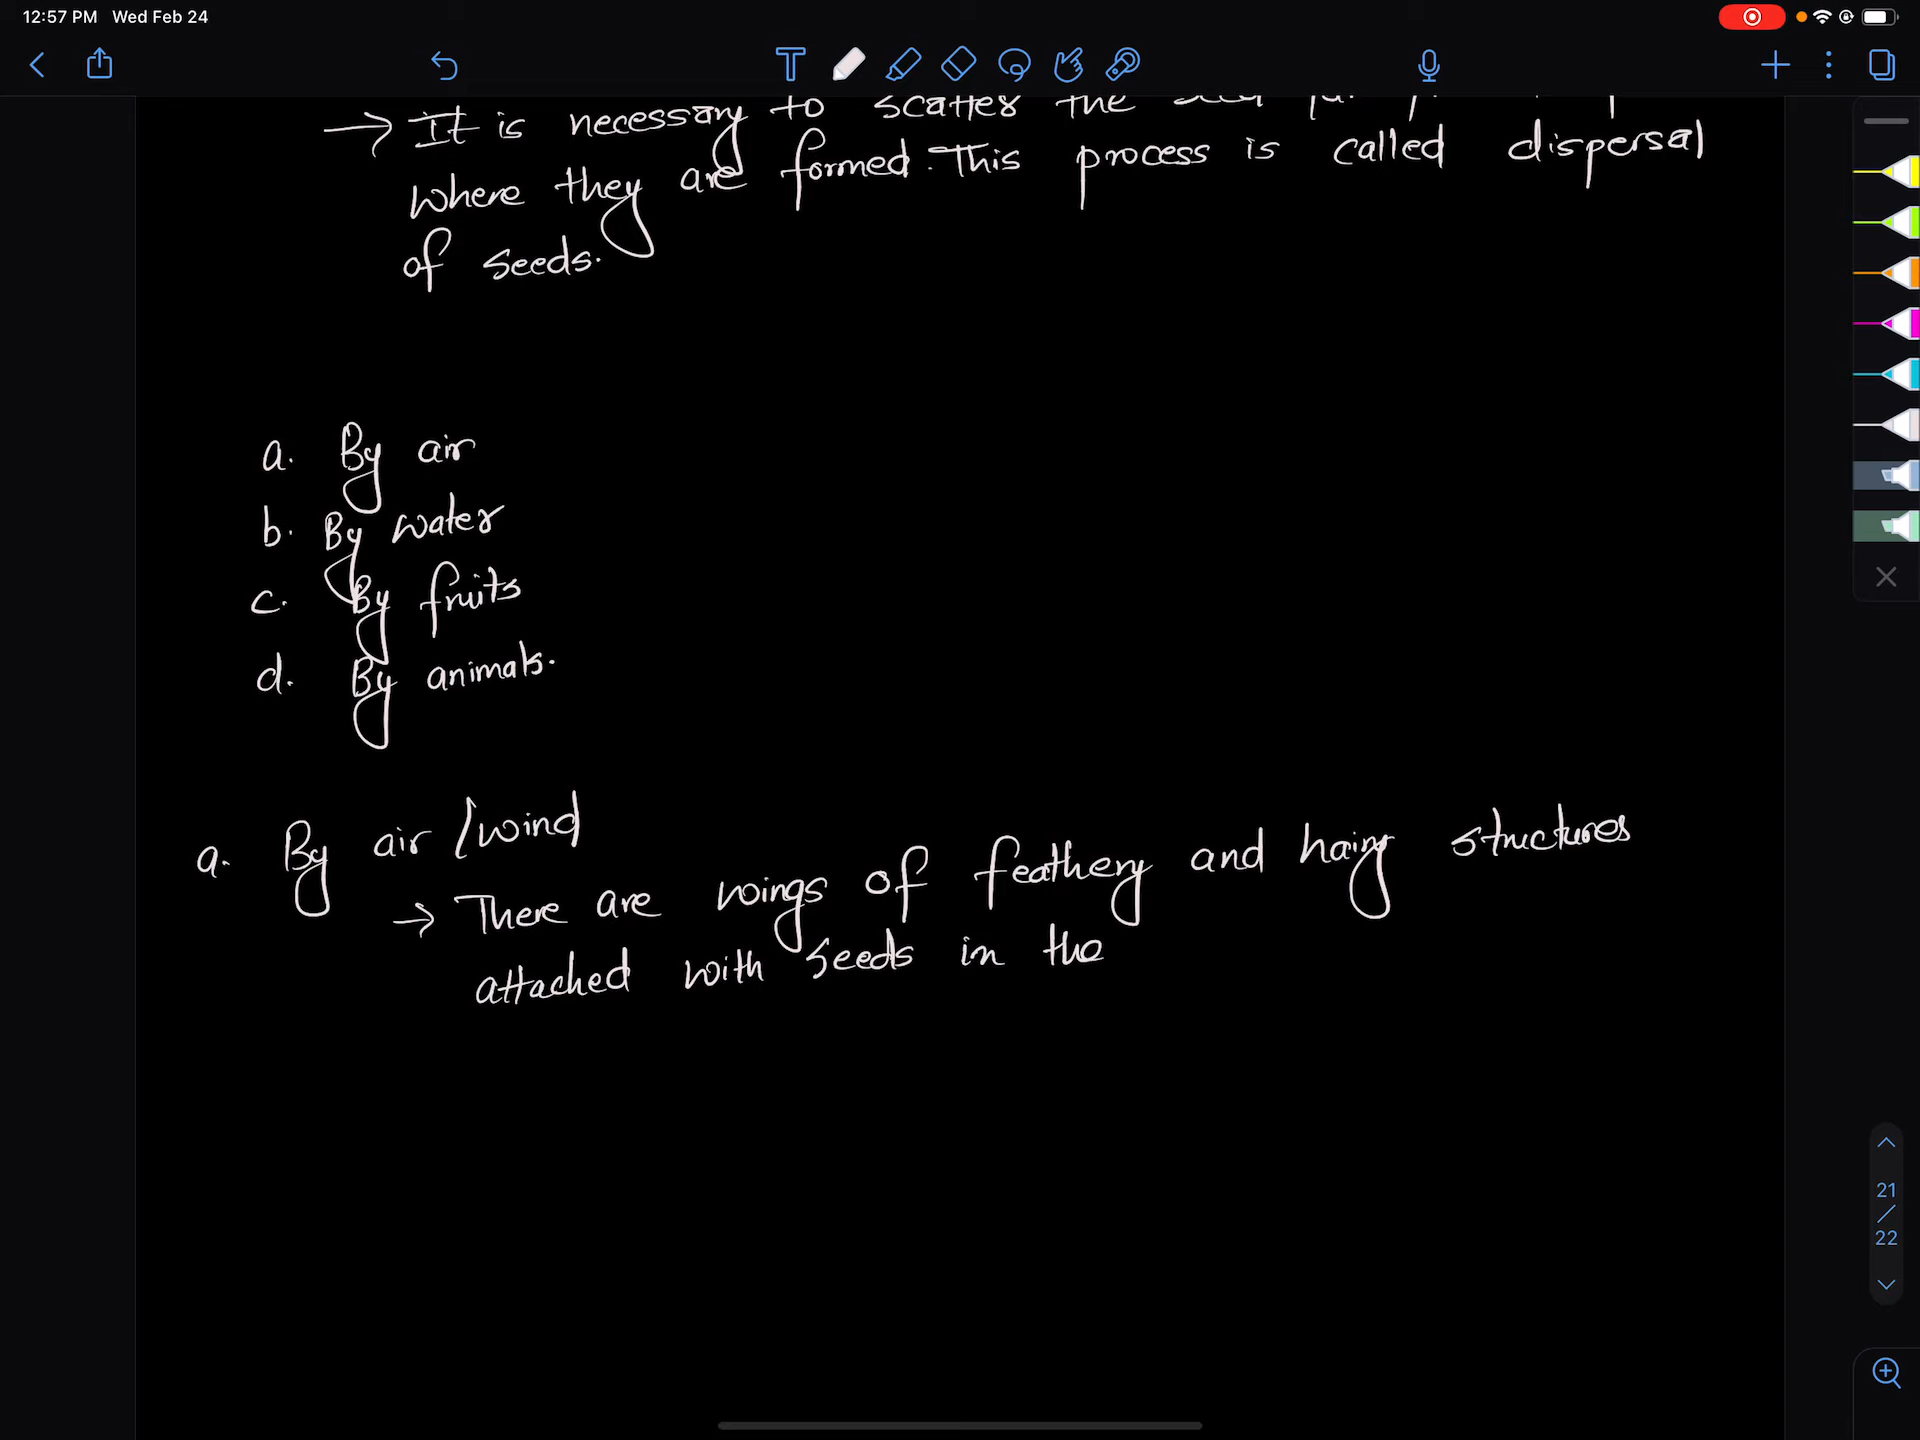 12:57 PM Wed Feb 24
→ It is necessary to scatter the seed
where they are formed. This process is called dispersal
of seeds.
a. By air
b. By water
c. By fruits
d. By animals.
a. By air / wind
→ There are wings of feathery and hairy structures
attached with seeds in the
21
/
22